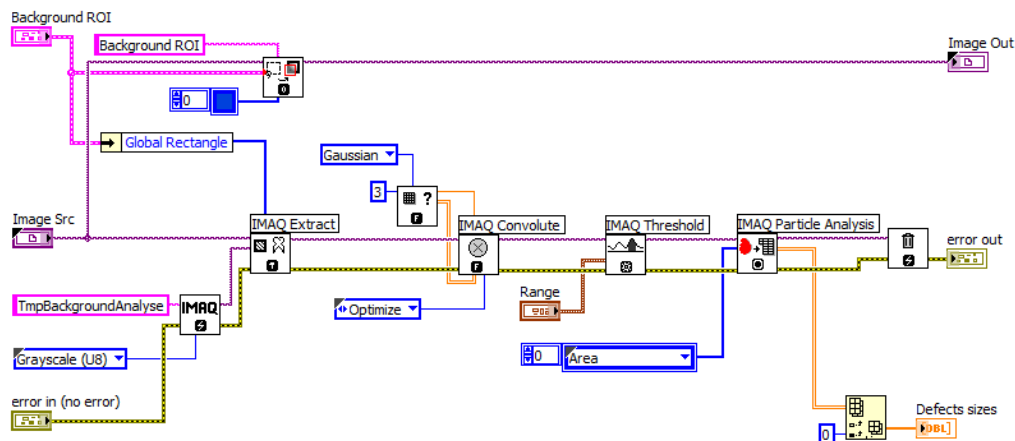 Background ROI
Background ROI
Image Out
0
Global Rectangle
Gaussian
3
?
Image Src
IMAQ Extract
IMAQ Convolute
IMAQ Threshold
IMAQ Particle Analysis
error out
F
F
TmpBackgroundAnalyse
IMAQ
Optimize
Range
Grayscale (U8)
0
Area
error in (no error)
Defects sizes
DBL
0